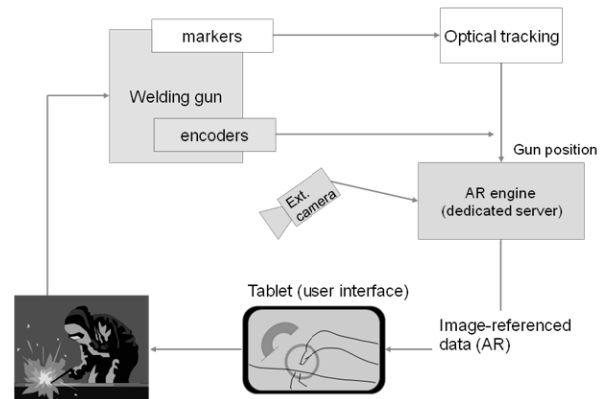 markers
Optical tracking
Welding gun
encoders
Gun position
Ext.
camera
AR engine
(dedicated server)
Tablet (user interface)
Image-referenced
data (AR)